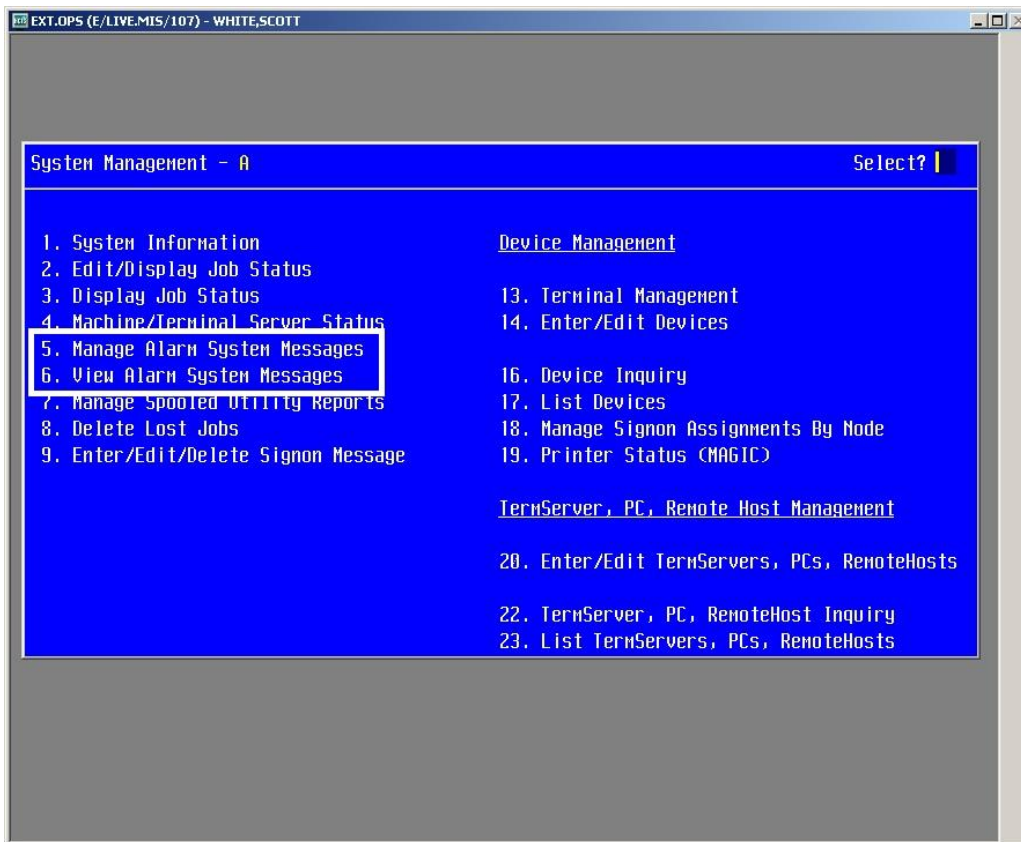 EXT.OPS (E/LIVE.MIS/107) - WHITE,SCOTT
System Management - A
Select?
1. System Information
2. Edit/Display Job Status
3. Display Job Status
4. Machine/Terminal Server Status
5. Manage Alarm System Messages
6. View Alarm System Messages
7. Manage Spooled Utility Reports
8. Delete Lost Jobs
9. Enter/Edit/Delete Signon Message
Device Management
13. Terminal Management
14. Enter/Edit Devices
16. Device Inquiry
17. List Devices
18. Manage Signon Assignments By Node
19. Printer Status (MAGIC)
TermServer, PC, Remote Host Management
20. Enter/Edit TermServers, PCs, RemoteHosts
22. TermServer, PC, RemoteHost Inquiry
23. List TermServers, PCs, RemoteHosts